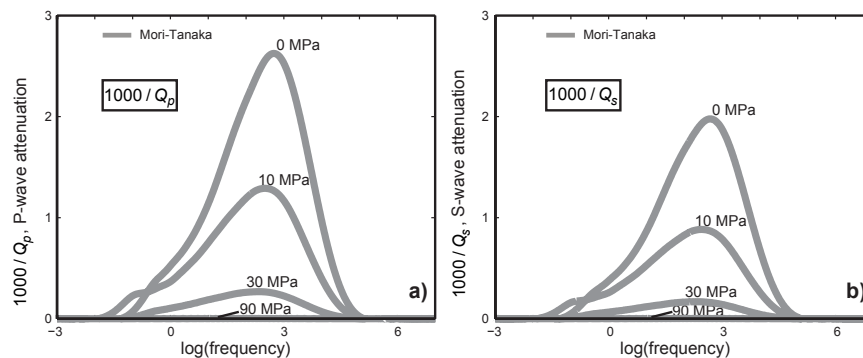 3
2
1
0
1000 / Qp, P-wave attenuation
Mori-Tanaka
1000 / Qp
0 MPa
10 MPa
30 MPa
90 MPa
a)
-3
0
3
6
log(frequency)
3
2
1
0
1000 / Qs, S-wave attenuation
Mori-Tanaka
1000 / Qs
0 MPa
10 MPa
30 MPa
90 MPa
b)
-3
0
3
6
log(frequency)